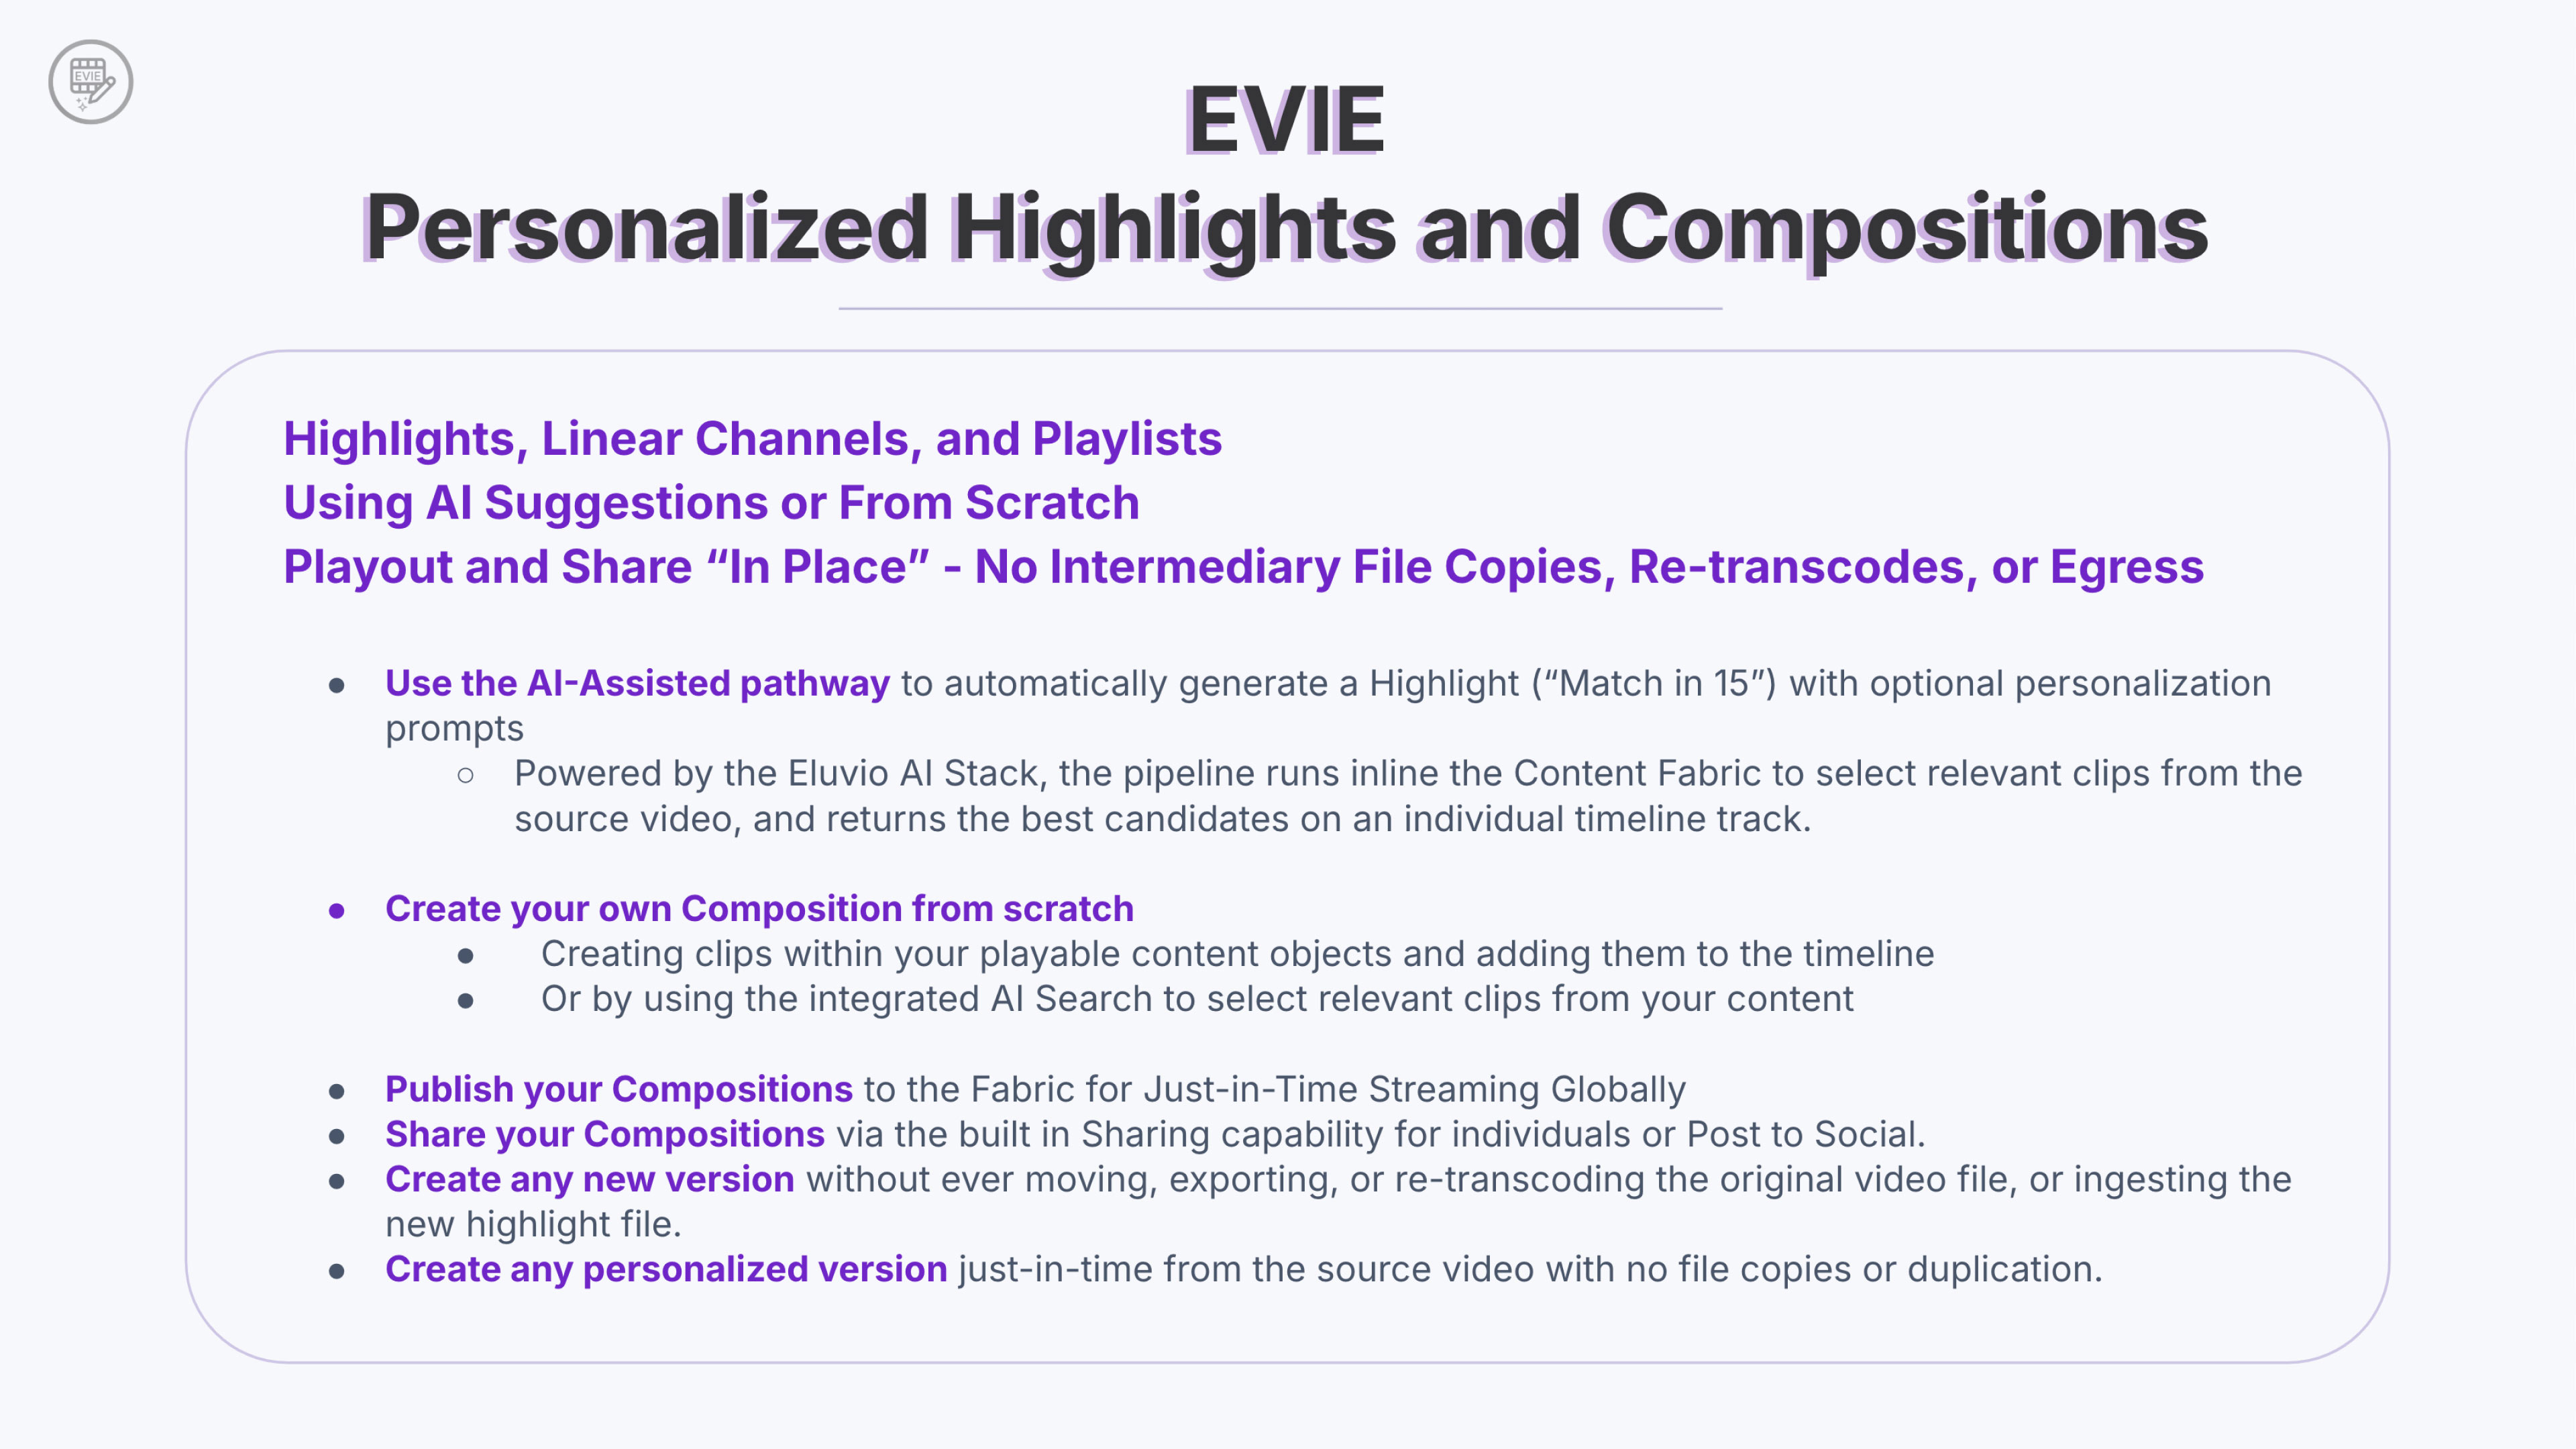 EVIE
EVIE
Personalized Highlights and Compositions
Highlights, Linear Channels, and Playlists
Using AI Suggestions or From Scratch
Playout and Share “In Place” - No Intermediary File Copies, Re-transcodes, or Egress
● Use the AI-Assisted pathway to automatically generate a Highlight (“Match in 15”) with optional personalization
prompts
○ Powered by the Eluvio AI Stack, the pipeline runs inline the Content Fabric to select relevant clips from the
source video, and returns the best candidates on an individual timeline track.
● Create your own Composition from scratch
● Creating clips within your playable content objects and adding them to the timeline
● Or by using the integrated AI Search to select relevant clips from your content
● Publish your Compositions to the Fabric for Just-in-Time Streaming Globally
● Share your Compositions via the built in Sharing capability for individuals or Post to Social.
● Create any new version without ever moving, exporting, or re-transcoding the original video file, or ingesting the
new highlight file.
● Create any personalized version just-in-time from the source video with no file copies or duplication.